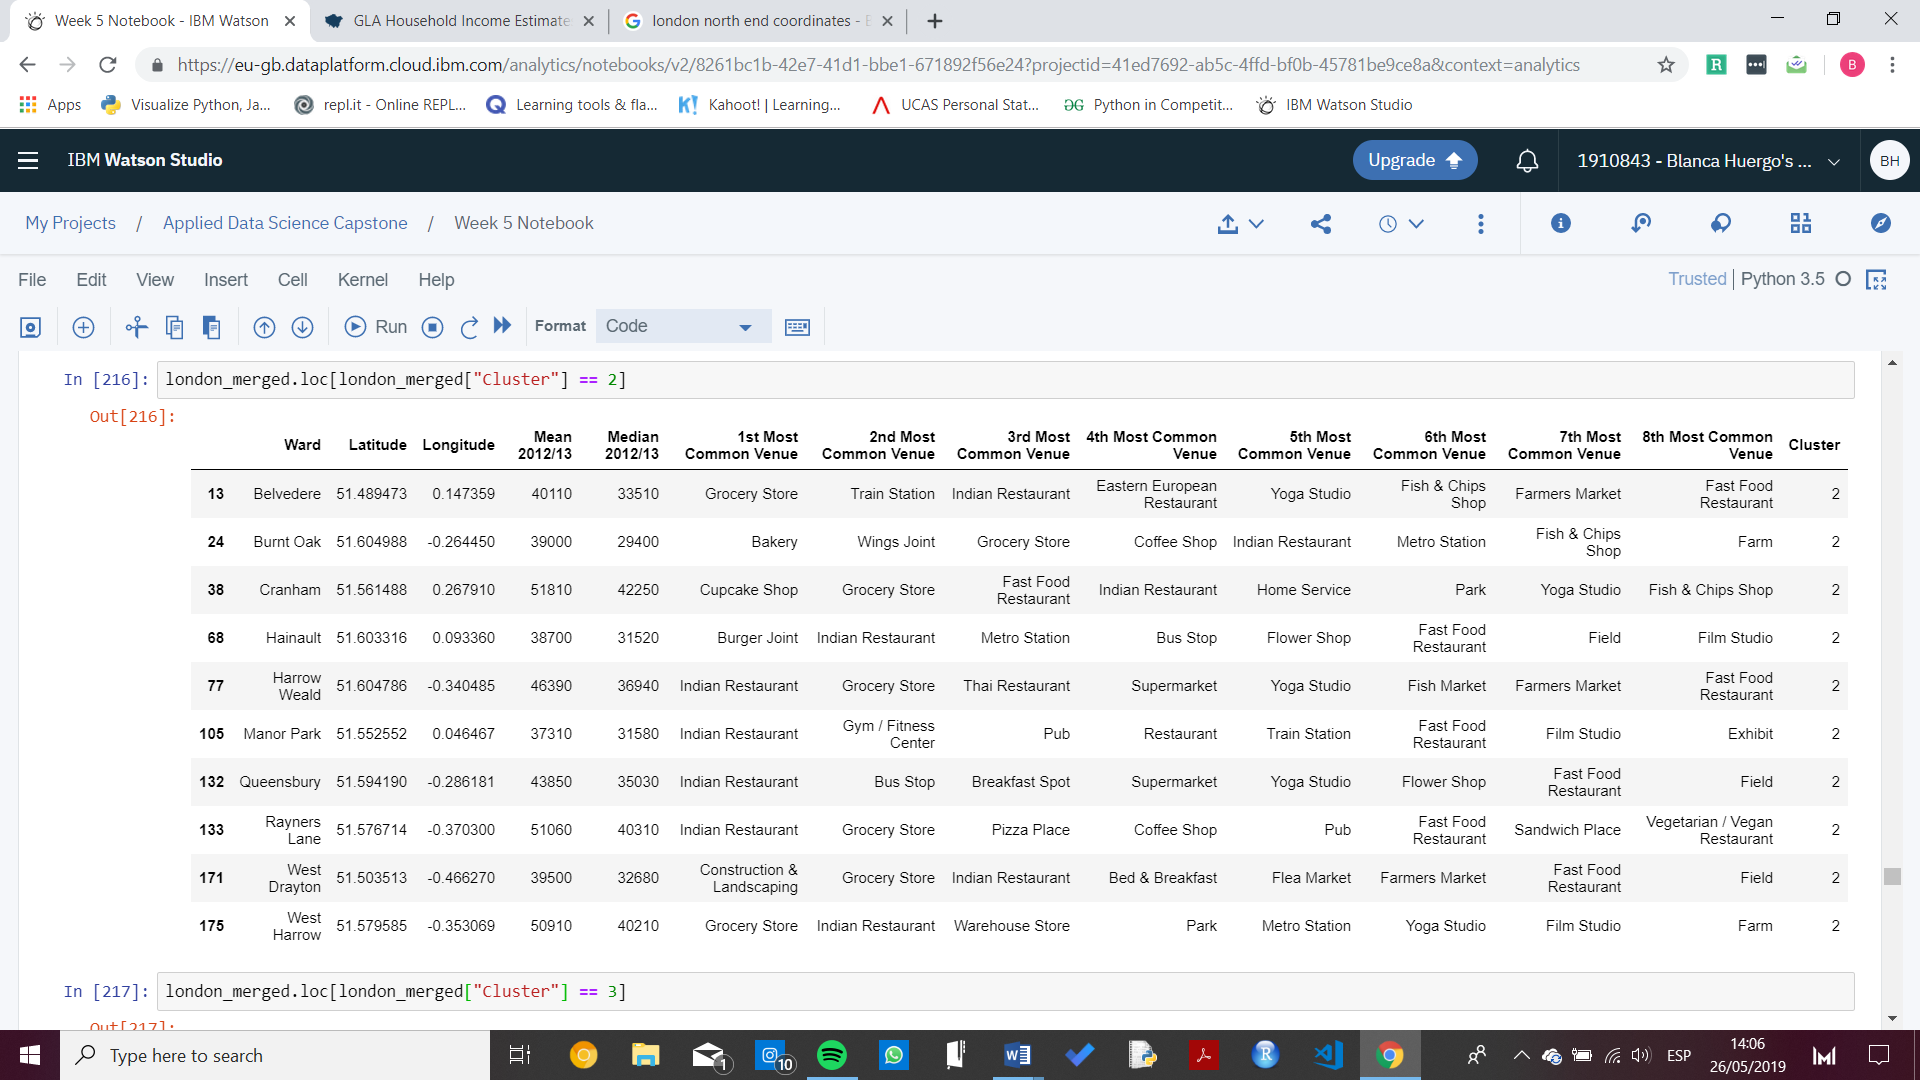 Week 5 Notebook - IBM Watson
GLA Household Income Estimate
london north end coordinates -
https://eu-gb.dataplatform.cloud.ibm.com/analytics/notebooks/v2/8261bc1b-42e7-41d1-bbe1-671892f56e24?projectid=41ed7692-ab5c-4ffd-bf0b-45781be9ce8a&context=analytics
R
B
Apps
Visualize Python, Ja...
repl.it - Online REPL...
Learning tools & fla...
Kahoot! | Learning...
UCAS Personal Stat...
Python in Competit...
IBM Watson Studio
IBM Watson Studio
Upgrade
1910843 - Blanca Huergo's ...
BH
My Projects / Applied Data Science Capstone / Week 5 Notebook
File Edit View Insert Cell Kernel Help
Trusted | Python 3.5
Run
Format
Code
In [216]: london_merged.loc[london_merged["Cluster"] == 2]
Out[216]:
Ward Latitude Longitude Mean 2012/13 Median 2012/13 1st Most Common Venue 2nd Most Common Venue 3rd Most Common Venue 4th Most Common Venue 5th Most Common Venue 6th Most Common Venue 7th Most Common Venue 8th Most Common Venue Cluster
13 Belvedere 51.489473 0.147359 40110 33510 Grocery Store Train Station Indian Restaurant Eastern European Restaurant Yoga Studio Fish & Chips Shop Farmers Market Fast Food Restaurant 2
24 Burnt Oak 51.604988 -0.264450 39000 29400 Bakery Wings Joint Grocery Store Coffee Shop Indian Restaurant Metro Station Fish & Chips Shop Farm 2
38 Cranham 51.561488 0.267910 51810 42250 Cupcake Shop Grocery Store Fast Food Restaurant Indian Restaurant Home Service Park Yoga Studio Fish & Chips Shop 2
68 Hainault 51.603316 0.093360 38700 31520 Burger Joint Indian Restaurant Metro Station Bus Stop Flower Shop Fast Food Restaurant Field Film Studio 2
77 Harrow Weald 51.604786 -0.340485 46390 36940 Indian Restaurant Grocery Store Thai Restaurant Supermarket Yoga Studio Fish Market Farmers Market Fast Food Restaurant 2
105 Manor Park 51.552552 0.046467 37310 31580 Indian Restaurant Gym / Fitness Center Pub Restaurant Train Station Fast Food Restaurant Film Studio Exhibit 2
132 Queensbury 51.594190 -0.286181 43850 35030 Indian Restaurant Bus Stop Breakfast Spot Supermarket Yoga Studio Flower Shop Fast Food Restaurant Field 2
133 Rayners Lane 51.576714 -0.370300 51060 40310 Indian Restaurant Grocery Store Pizza Place Coffee Shop Pub Fast Food Restaurant Sandwich Place Vegetarian / Vegan Restaurant 2
171 West Drayton 51.503513 -0.466270 39500 32680 Construction & Landscaping Grocery Store Indian Restaurant Bed & Breakfast Flea Market Farmers Market Fast Food Restaurant Field 2
175 West Harrow 51.579585 -0.353069 50910 40210 Grocery Store Indian Restaurant Warehouse Store Park Metro Station Yoga Studio Film Studio Farm 2
In [217]: london_merged.loc[london_merged["Cluster"] == 3]
Out[217]:
Type here to search
1
10
ESP
14:06
26/05/2019